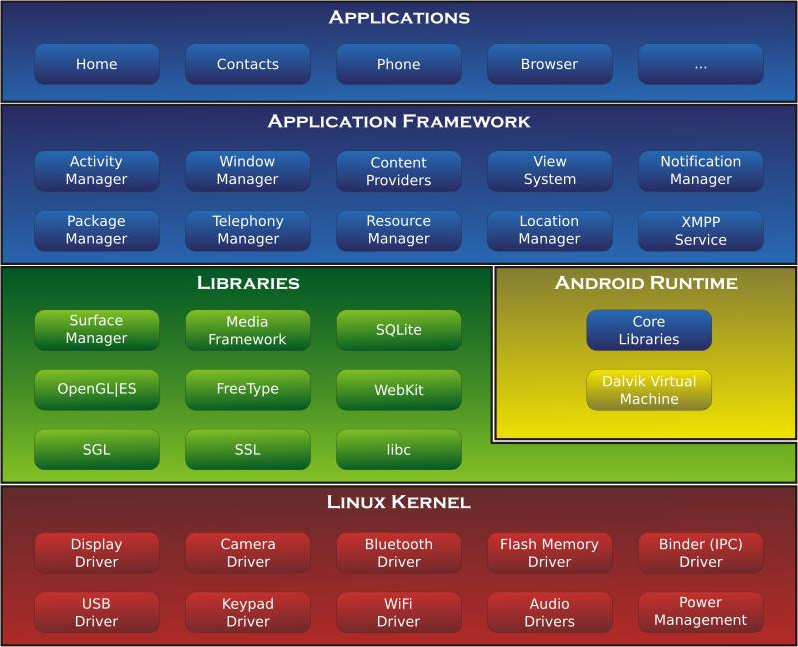 APPLICATIONS
Home
Contacts
Phone
Browser
...
APPLICATION FRAMEWORK
Activity
Manager
Window
Manager
Content
Providers
View
System
Notification
Manager
Package
Manager
Telephony
Manager
Resource
Manager
Location
Manager
XMPP
Service
LIBRARIES
Surface
Manager
Media
Framework
SQLite
OpenGL|ES
FreeType
WebKit
SGL
SSL
libc
ANDROID RUNTIME
Core
Libraries
Dalvik Virtual
Machine
LINUX KERNEL
Display
Driver
Camera
Driver
Bluetooth
Driver
Flash Memory
Driver
Binder (IPC)
Driver
USB
Driver
Keypad
Driver
WiFi
Driver
Audio
Drivers
Power
Management